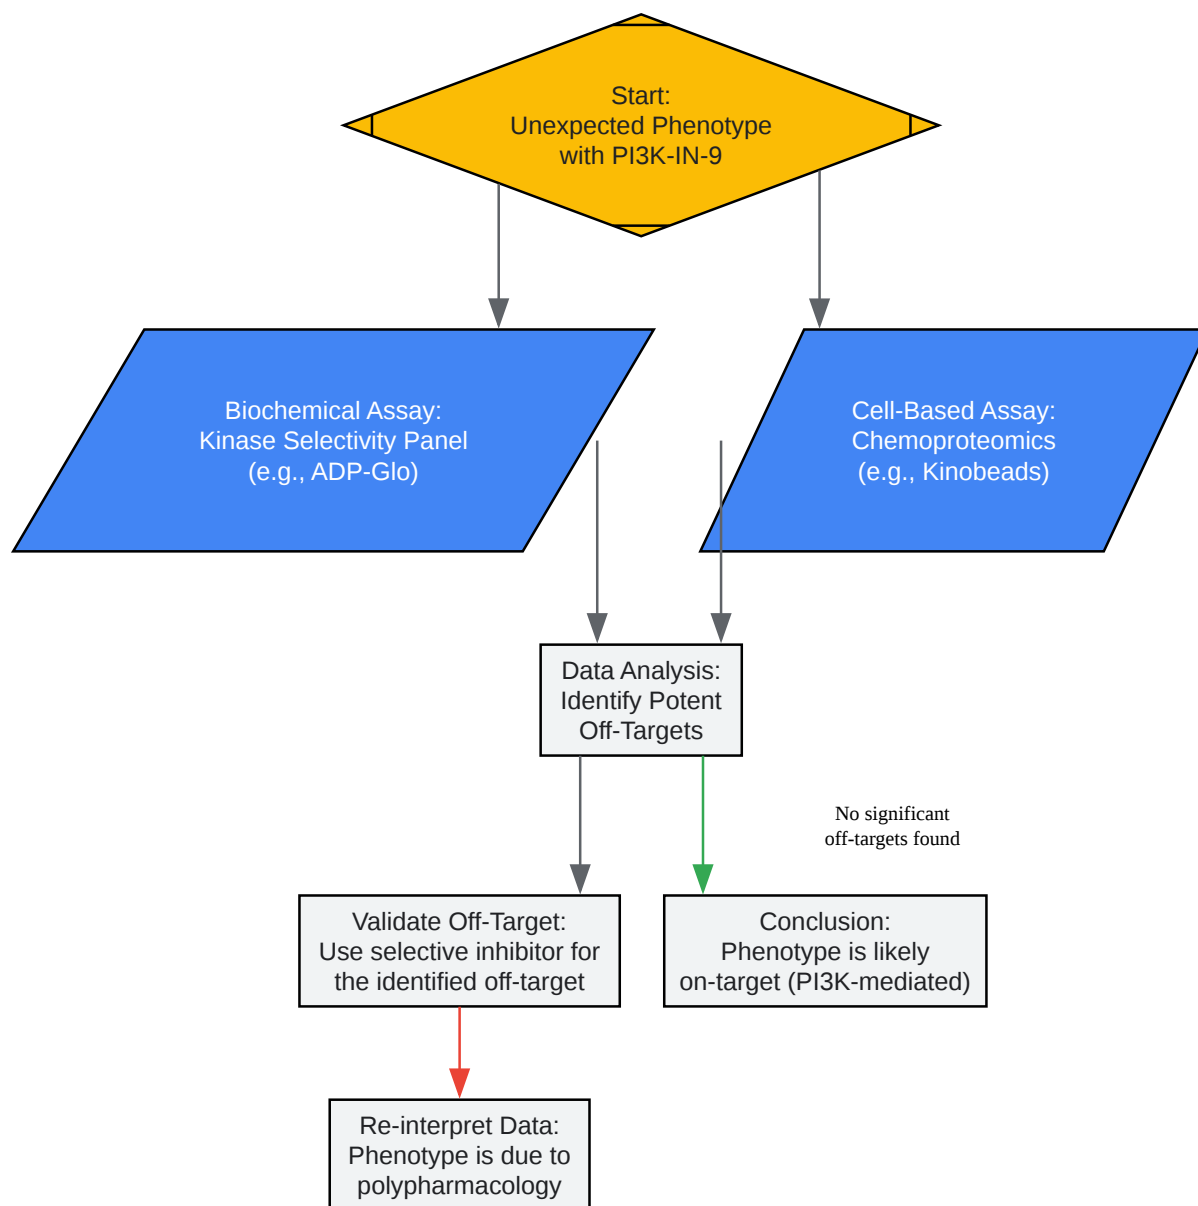 Start:
Unexpected Phenotype
with PI3K-IN-9
Biochemical Assay:
Kinase Selectivity Panel
(e.g., ADP-Glo)
Cell-Based Assay:
Chemoproteomics
(e.g., Kinobeads)
Data Analysis:
Identify Potent
Off-Targets
No significant
off-targets found
Validate Off-Target:
Use selective inhibitor for
the identified off-target
Conclusion:
Phenotype is likely
on-target (PI3K-mediated)
Re-interpret Data:
Phenotype is due to
polypharmacology